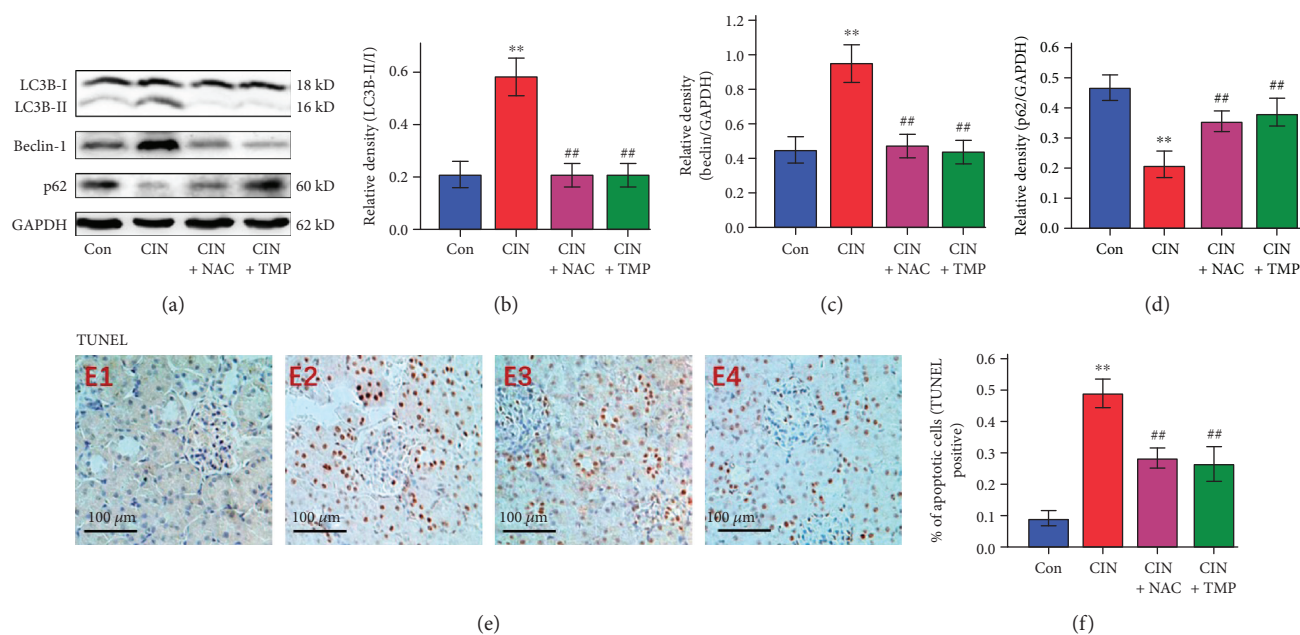 LC3B-I
LC3B-II
Beclin-1
p62
GAPDH
18 kD
16 kD
60 kD
62 kD
Con
CIN
CIN
+ NAC
CIN
+ TMP
(a)
Relative density (LC3B-II/I)
0.6
0.4
0.2
0.0
**
##
##
Con
CIN
CIN
+ NAC
CIN
+ TMP
(b)
Relative density
(beclin/GAPDH)
1.2
1.0
0.8
0.6
0.4
0.2
0.0
**
##
##
Con
CIN
CIN
+ NAC
CIN
+ TMP
(c)
Relative density (p62/GAPDH)
0.6
0.5
0.4
0.3
0.2
0.1
0.0
**
##
##
Con
CIN
CIN
+ NAC
CIN
+ TMP
(d)
TUNEL
E1
100 μm
E2
100 μm
E3
100 μm
E4
100 μm
(e)
% of apoptotic cells (TUNEL
positive)
0.6
0.5
0.4
0.3
0.2
0.1
0.0
**
##
##
Con
CIN
CIN
+ NAC
CIN
+ TMP
(f)